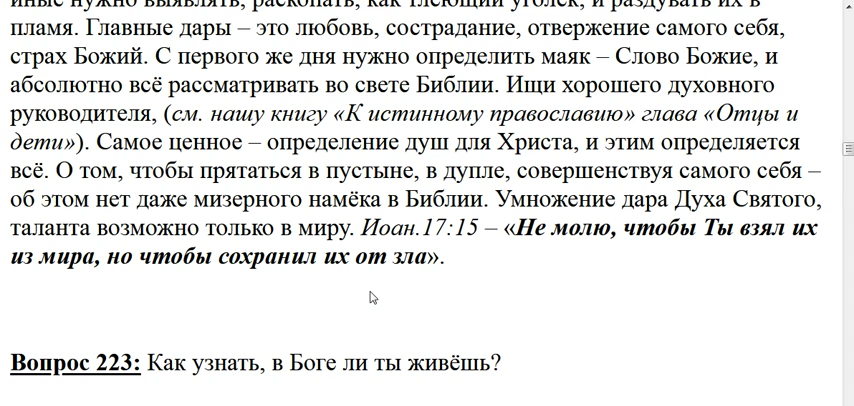 иные нужно выявлять, раскопать, как тлеющий уголек, и раздувать их в
пламя. Главные дары – это любовь, сострадание, отвержение самого себя,
страх Божий. С первого же дня нужно определить маяк – Слово Божие, и
абсолютно всё рассматривать во свете Библии. Ищи хорошего духовного
руководителя, (см. нашу книгу «К истинному православию» глава «Отцы и
дети»). Самое ценное – определение душ для Христа, и этим определяется
всё. О том, чтобы прятаться в пустыне, в дупле, совершенствуя самого себя –
об этом нет даже мизерного намёка в Библии. Умножение дара Духа Святого,
таланта возможно только в миру. Иоан.17:15 – «Не молю, чтобы Ты взял их
из мира, но чтобы сохранил их от зла».
Вопрос 223: Как узнать, в Боге ли ты живёшь?